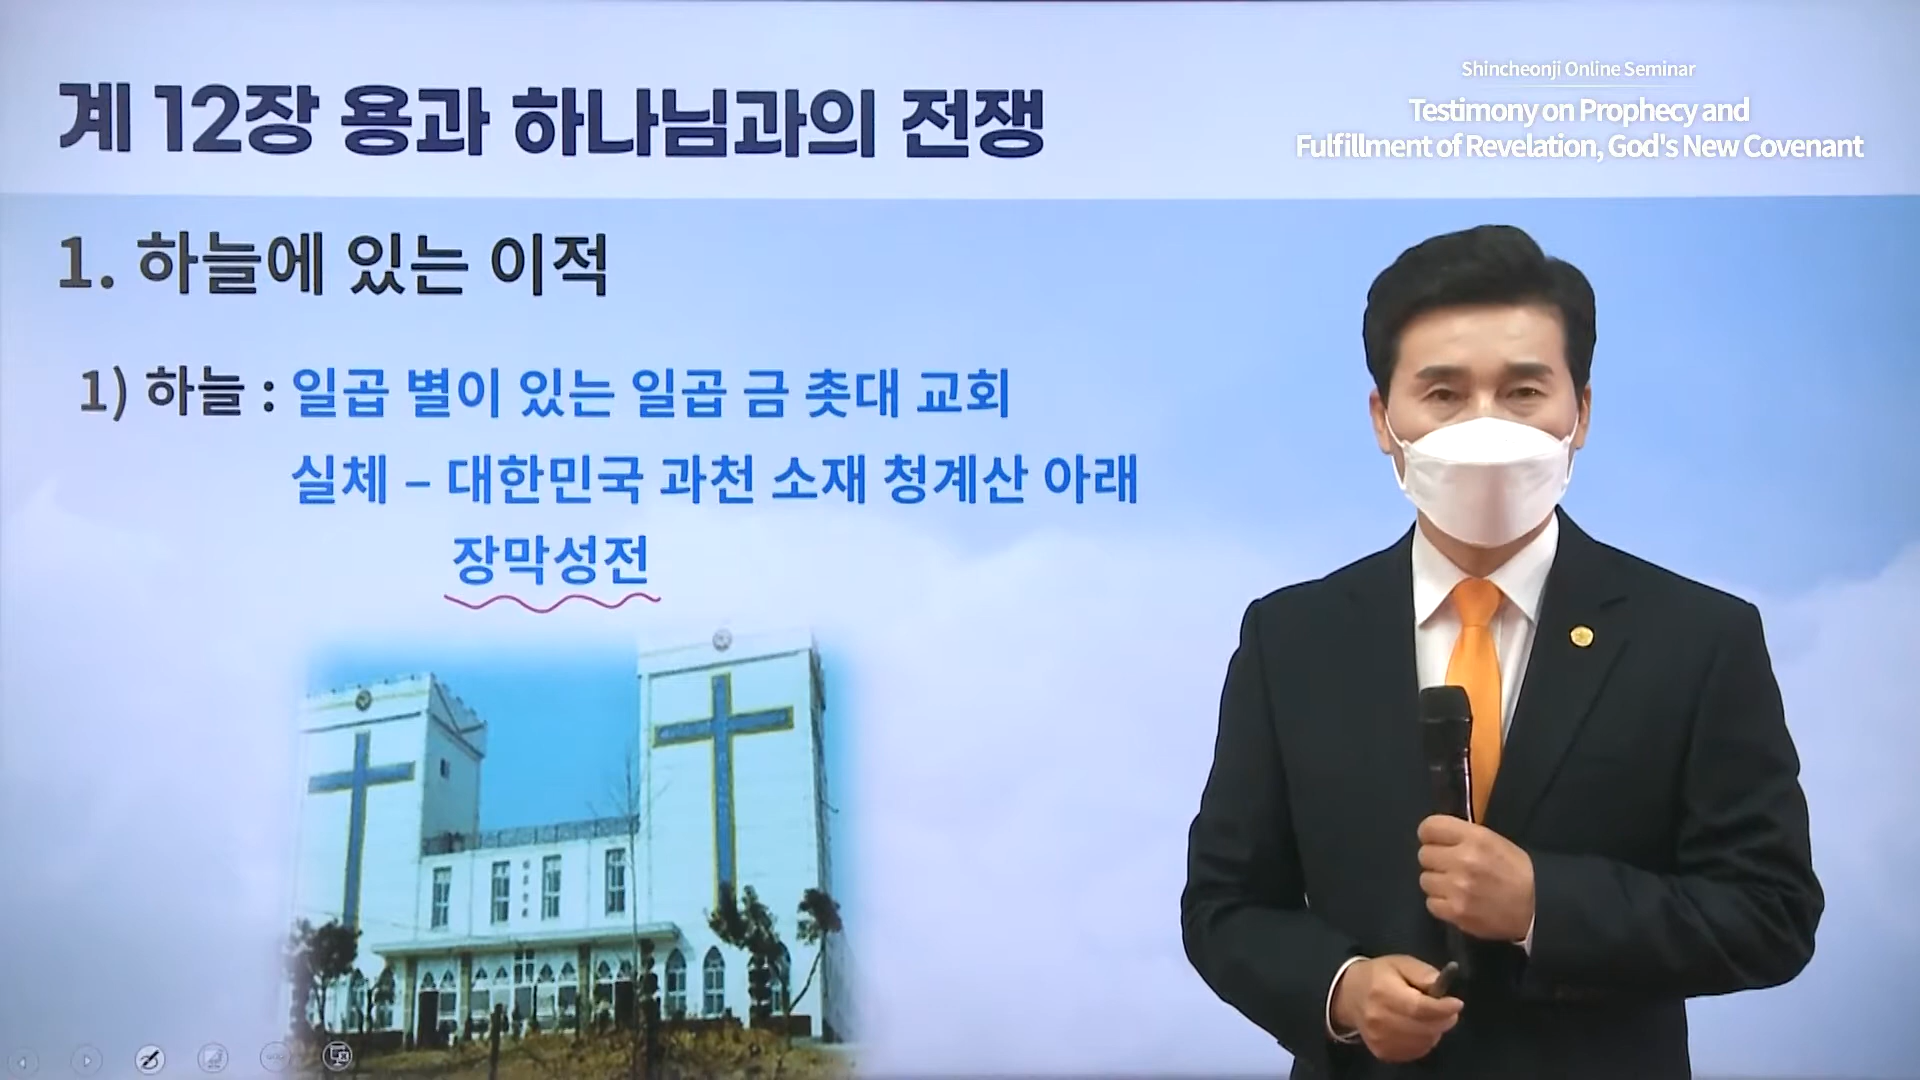 계 12장 용과 하나님과의 전쟁
Shincheonji Online Seminar
Testimony on Prophecy and
Fulfillment of Revelation, God's New Covenant
1. 하늘에 있는 이적
1) 하늘 : 일곱 별이 있는 일곱 금 촛대 교회
실체 – 대한민국 과천 소재 청계산 아래
장막성전